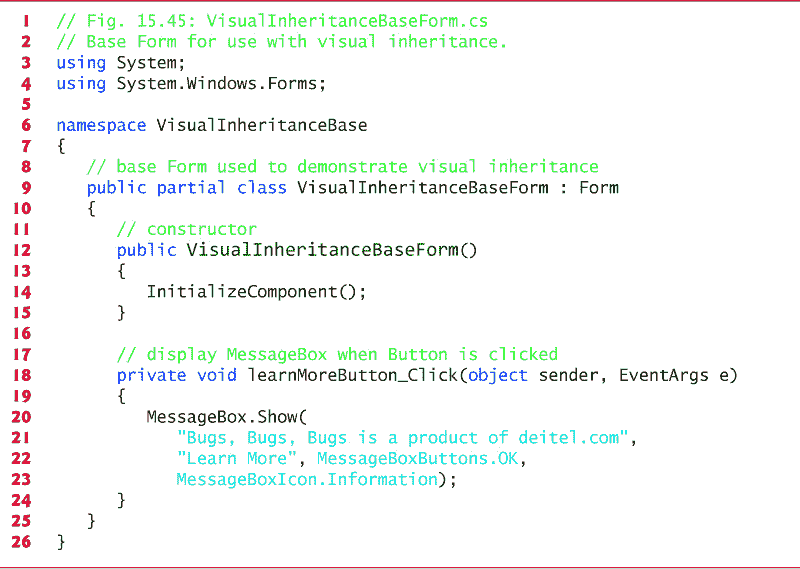 1 // Fig. 15.45: VisualInheritanceBaseForm.cs
2 // Base Form for use with visual inheritance.
3 using System;
4 using System.Windows.Forms;
5
6 namespace VisualInheritanceBase
7 {
8 // base Form used to demonstrate visual inheritance
9 public partial class VisualInheritanceBaseForm : Form
10 {
11 // constructor
12 public VisualInheritanceBaseForm()
13 {
14 InitializeComponent();
15 }
16
17 // display MessageBox when Button is clicked
18 private void learnMoreButton_Click(object sender, EventArgs e)
19 {
20 MessageBox.Show(
21 "Bugs, Bugs, Bugs is a product of deitel.com",
22 "Learn More", MessageBoxButtons.OK,
23 MessageBoxIcon.Information);
24 }
25 }
26 }